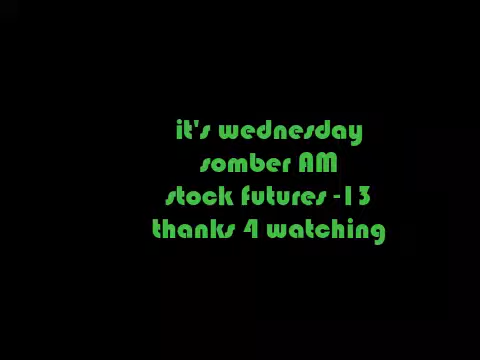 it's wednesday
somber AM
stock futures -13
thanks 4 watching